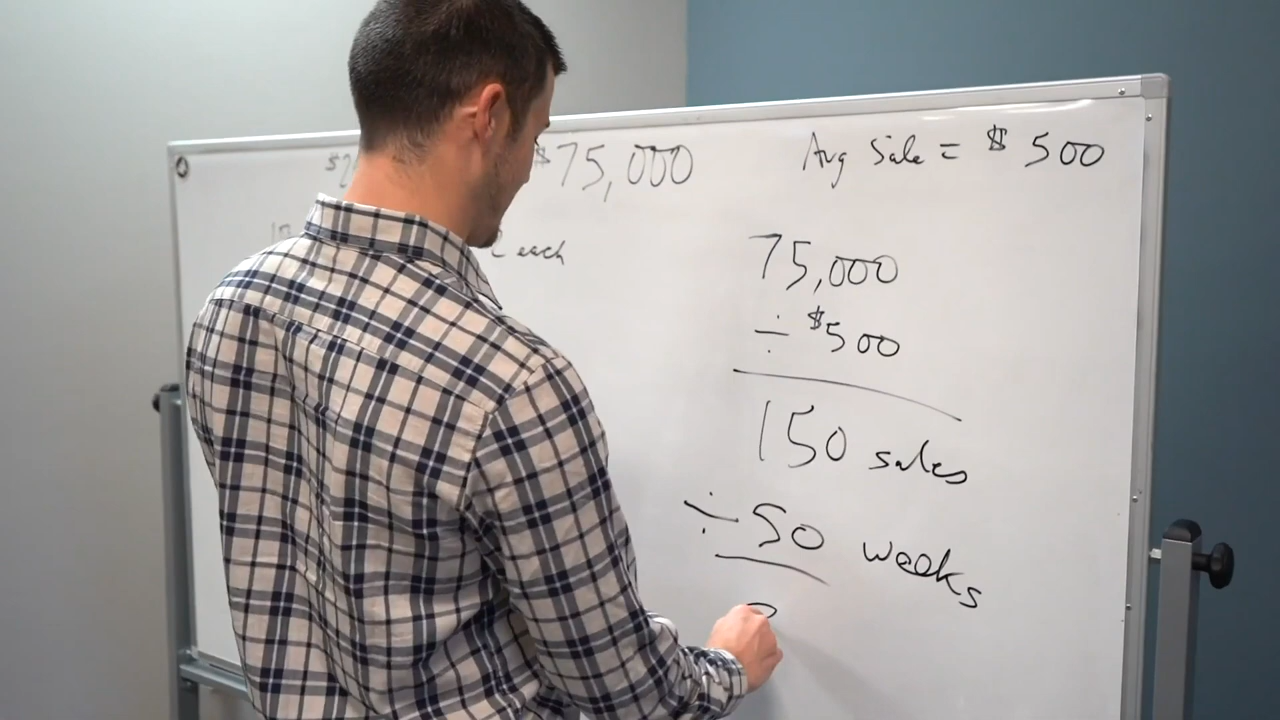 $75,000
each
Avg Sale = $500
75,000
÷ $500
150 sales
÷ 50 weeks